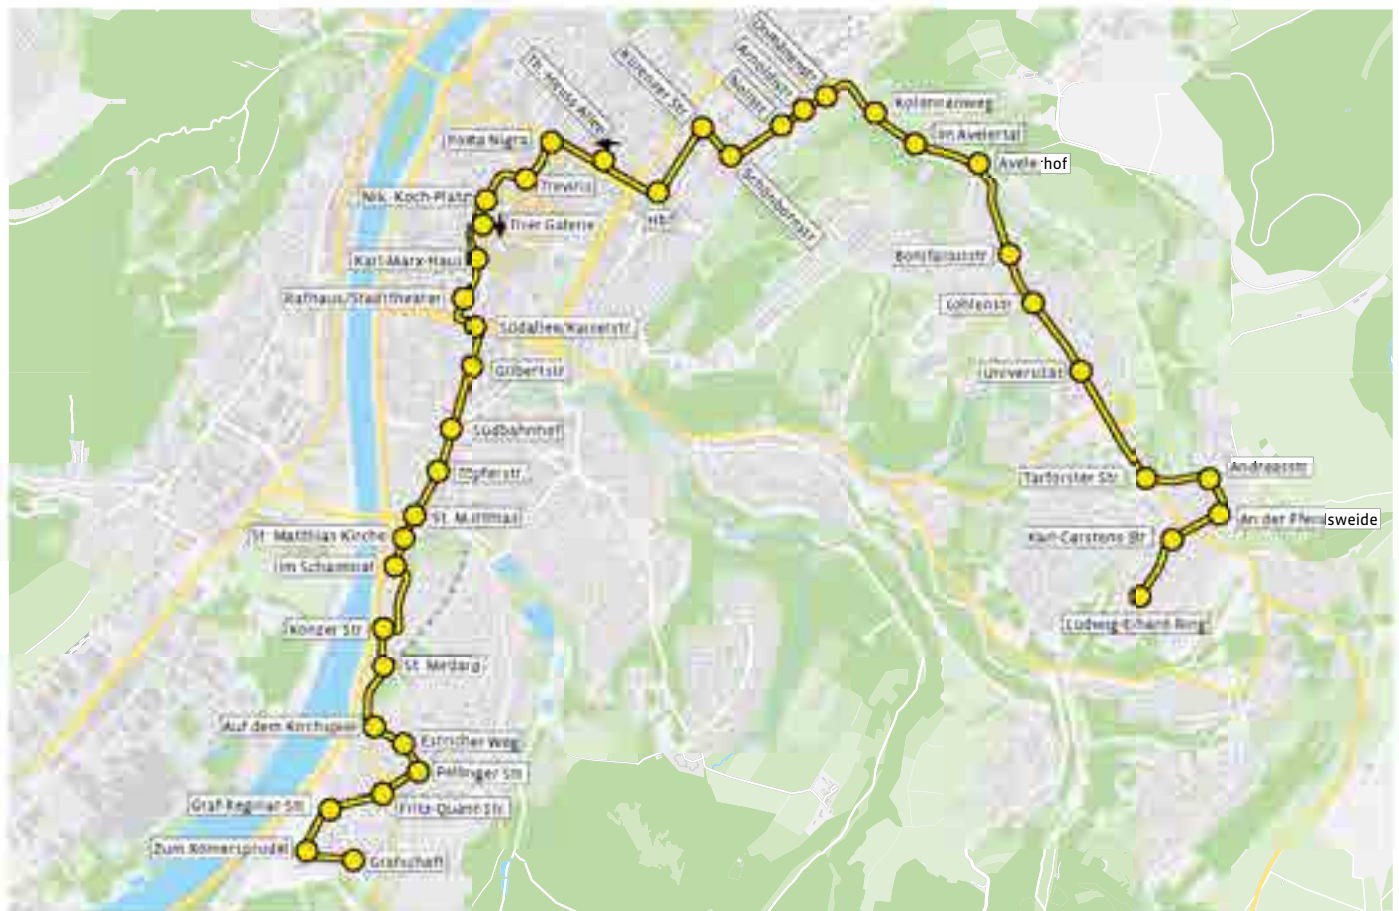 Th.-Heuss-Allee
Kürenzer Str.
Domänenstr.
Arnoldistr.
Nellstr.
Kolonnenweg
Im Avelertal
Avelerhof
Porta Nigra
Treviris
Nik.-Koch-Platz
Trier Galerie
Hbf
Schönbornstr.
Karl-Marx-Haus
Bonifatiusstr.
Rathaus/Stadttheater
Kohlenstr.
Südallee/Kaiserstr.
Gilbertstr.
Universität
Südbahnhof
Töpferstr.
Tarforster Str.
Andreasstr.
St. Matthias
An der Pferdsweide
St. Matthias Kirche
Karl-Carstens-Str.
Im Schammat
Konzer Str.
Ludwig-Erhard-Ring
St. Medard
Auf dem Kirchspiel
Estricher Weg
Pellinger Str.
Graf-Reginar-Str.
Fritz-Quant-Str.
Zum Römersprudel
Grafschaft